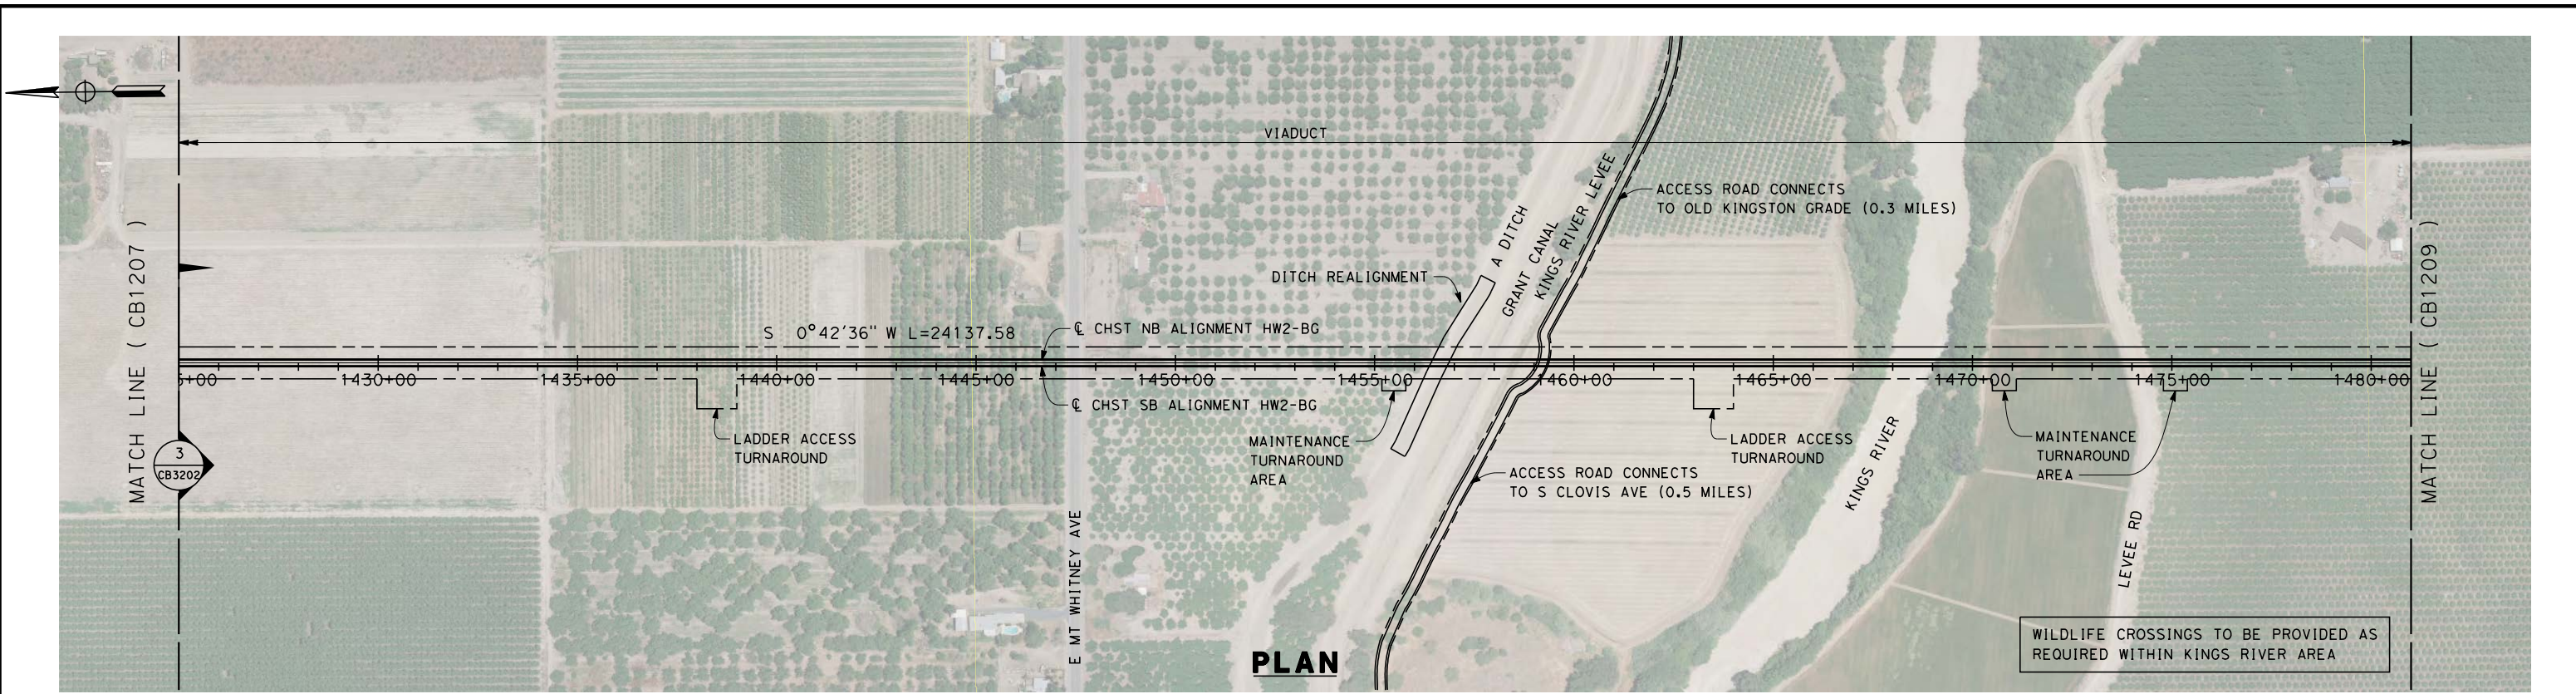 VIADUCT
MATCH LINE ( CB1207 )
3
CB3202
S 0°42'36" W L=24137.58
℄ CHST NB ALIGNMENT HW2-BG
℄ CHST SB ALIGNMENT HW2-BG
5+00 1430+00 1435+00 1440+00 1445+00 1450+00 1455+00 1460+00 1465+00 1470+00 1475+00 1480+00
LADDER ACCESS
TURNAROUND
E MT WHITNEY AVE
DITCH REALIGNMENT
A DITCH
GRANT CANAL
KINGS RIVER LEVEE
ACCESS ROAD CONNECTS
TO OLD KINGSTON GRADE (0.3 MILES)
MAINTENANCE
TURNAROUND
AREA
ACCESS ROAD CONNECTS
TO S CLOVIS AVE (0.5 MILES)
LADDER ACCESS
TURNAROUND
KINGS RIVER
MAINTENANCE
TURNAROUND
AREA
LEVEE RD
MATCH LINE ( CB1209 )
WILDLIFE CROSSINGS TO BE PROVIDED AS
REQUIRED WITHIN KINGS RIVER AREA
PLAN